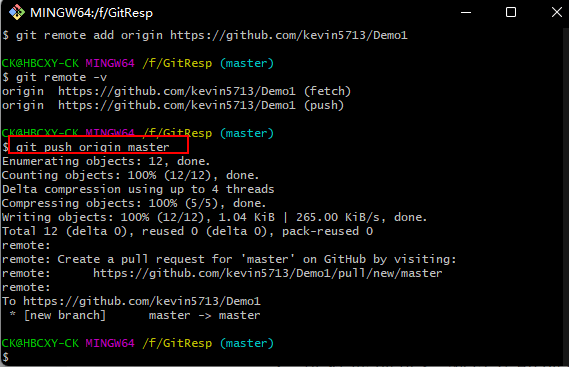 MINGW64:/f/GitResp
$ git remote add origin https://github.com/kevin5713/Demo1
CK@HBCXY-CK MINGW64 /f/GitResp (master)
$ git remote -v
origin  https://github.com/kevin5713/Demo1 (fetch)
origin  https://github.com/kevin5713/Demo1 (push)
CK@HBCXY-CK MINGW64 /f/GitResp (master)
$ git push origin master
Enumerating objects: 12, done.
Counting objects: 100% (12/12), done.
Delta compression using up to 4 threads
Compressing objects: 100% (5/5), done.
Writing objects: 100% (12/12), 1.04 KiB | 265.00 KiB/s, done.
Total 12 (delta 0), reused 0 (delta 0), pack-reused 0
remote:
remote: Create a pull request for 'master' on GitHub by visiting:
remote:      https://github.com/kevin5713/Demo1/pull/new/master
remote:
To https://github.com/kevin5713/Demo1
 * [new branch]      master -> master
CK@HBCXY-CK MINGW64 /f/GitResp (master)
$